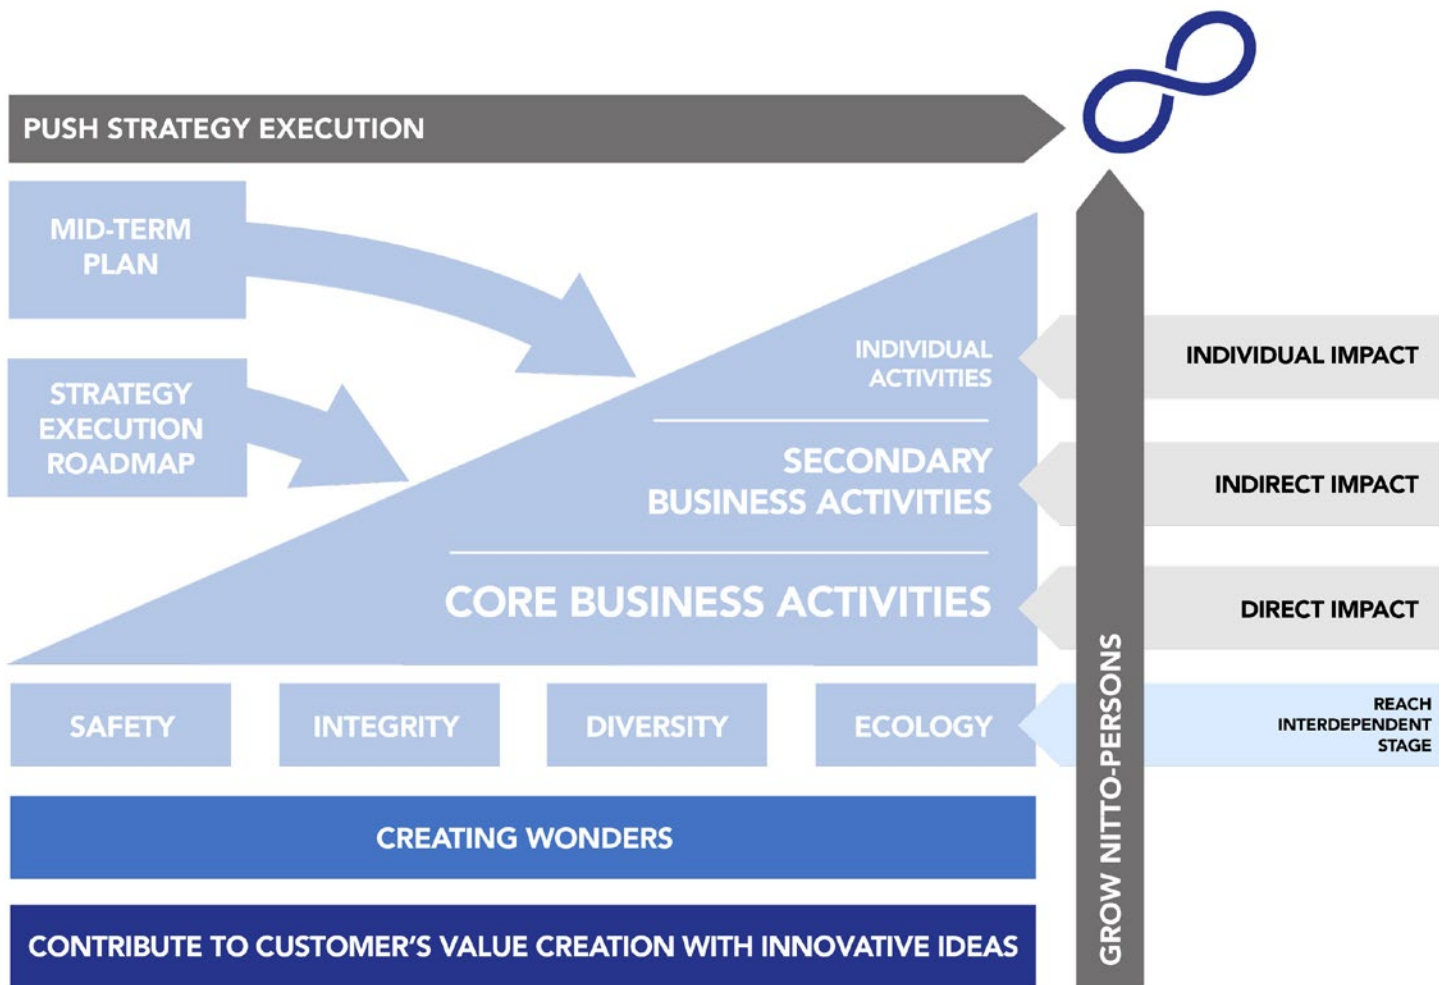 PUSH STRATEGY EXECUTION
MID-TERM
PLAN
STRATEGY
EXECUTION
ROADMAP
INDIVIDUAL
ACTIVITIES
SECONDARY
BUSINESS ACTIVITIES
CORE BUSINESS ACTIVITIES
INDIVIDUAL IMPACT
INDIRECT IMPACT
DIRECT IMPACT
SAFETY
INTEGRITY
DIVERSITY
ECOLOGY
REACH
INTERDEPENDENT
STAGE
GROW NITTO-PERSONS
CREATING WONDERS
CONTRIBUTE TO CUSTOMER'S VALUE CREATION WITH INNOVATIVE IDEAS